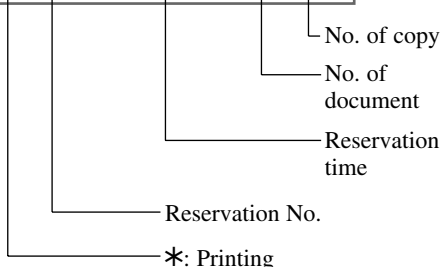 No. of copy
No. of
document
Reservation
time
Reservation No.
*: Printing